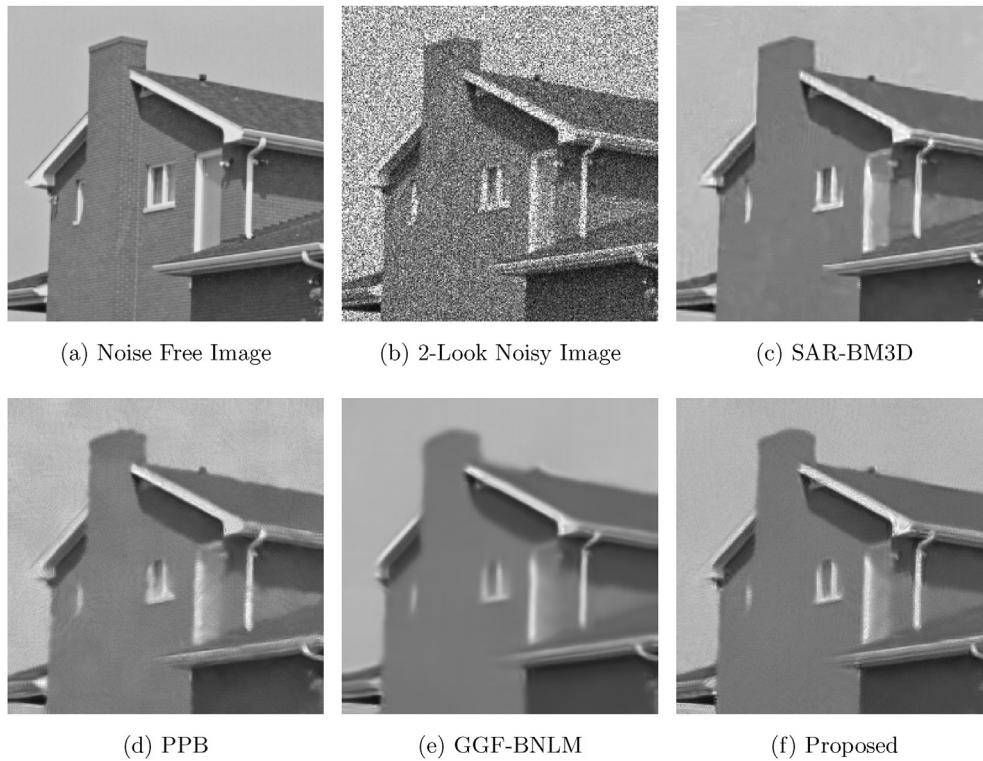 (a) Noise Free Image
(b) 2-Look Noisy Image
(c) SAR-BM3D
(d) PPB
(e) GGF-BNLM
(f) Proposed